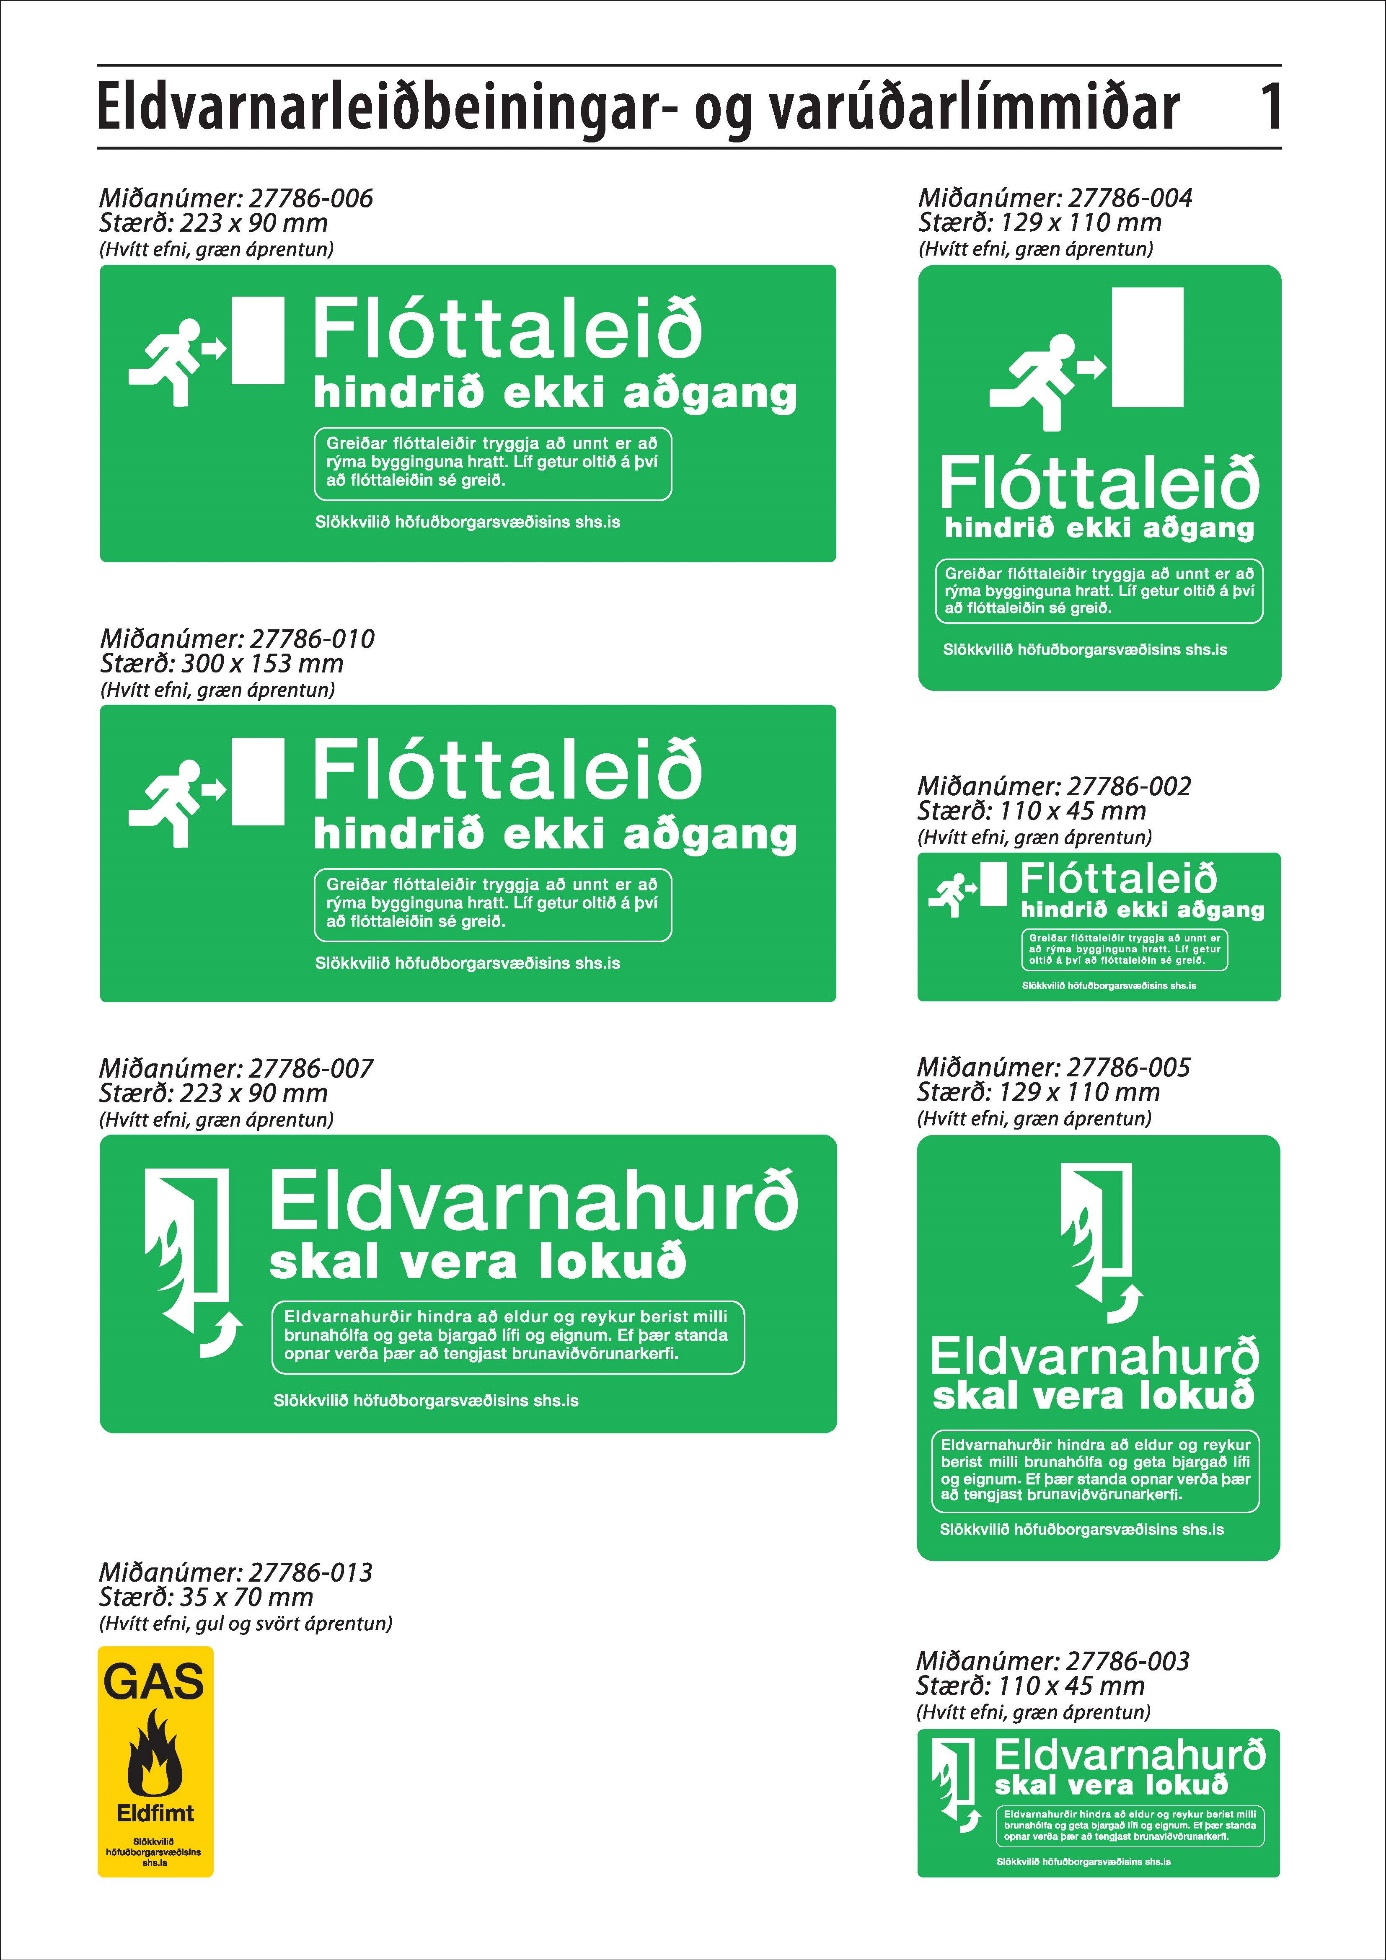 Eldvarnarleiðbeiningar- og varúðarlímmiðar 1
Miðanúmer: 27786-006
Stærð: 223 x 90 mm
(Hvítt efni, græn áprentun)
Flóttaleið
hindrið ekki aðgang
Greiðar flóttaleiðir tryggja að unnt er að
rýma bygginguna hratt. Líf getur oltið á því
að flóttaleiðin sé greið.
Slökkvilið höfuðborgarsvæðisins shs.is
Miðanúmer: 27786-010
Stærð: 300 x 153 mm
(Hvítt efni, græn áprentun)
Flóttaleið
hindrið ekki aðgang
Greiðar flóttaleiðir tryggja að unnt er að
rýma bygginguna hratt. Líf getur oltið á því
að flóttaleiðin sé greið.
Slökkvilið höfuðborgarsvæðisins shs.is
Miðanúmer: 27786-007
Stærð: 223 x 90 mm
(Hvítt efni, græn áprentun)
Eldvarnahurð
skal vera lokuð
Eldvarnahurðir hindra að eldur og reykur berist milli
brunahólfa og geta bjargað lífi og eignum. Ef þær standa
opnar verða þær að tengjast brunaviðvörunarkerfi.
Slökkvilið höfuðborgarsvæðisins shs.is
Miðanúmer: 27786-013
Stærð: 35 x 70 mm
(Hvítt efni, gul og svört áprentun)
GAS
Eldfimt
Slökkvilið
höfuðborgarsvæðisins
shs.is
Miðanúmer: 27786-004
Stærð: 129 x 110 mm
(Hvítt efni, græn áprentun)
Flóttaleið
hindrið ekki aðgang
Greiðar flóttaleiðir tryggja að unnt er að
rýma bygginguna hratt. Líf getur oltið á því
að flóttaleiðin sé greið.
Slökkvilið höfuðborgarsvæðisins shs.is
Miðanúmer: 27786-002
Stærð: 110 x 45 mm
(Hvítt efni, græn áprentun)
Flóttaleið
hindrið ekki aðgang
Greiðar flóttaleiðir tryggja að unnt er
að rýma bygginguna hratt. Líf getur
oltið á því að flóttaleiðin sé greið.
Slökkvilið höfuðborgarsvæðisins shs.is
Miðanúmer: 27786-005
Stærð: 129 x 110 mm
(Hvítt efni, græn áprentun)
Eldvarnahurð
skal vera lokuð
Eldvarnahurðir hindra að eldur og reykur
berist milli brunahólfa og geta bjargað lífi
og eignum. Ef þær standa opnar verða þær
að tengjast brunaviðvörunarkerfi.
Slökkvilið höfuðborgarsvæðisins shs.is
Miðanúmer: 27786-003
Stærð: 110 x 45 mm
(Hvítt efni, græn áprentun)
Eldvarnahurð
skal vera lokuð
Eldvarnahurðir hindra að eldur og reykur berist milli
brunahólfa og geta bjargað lífi og eignum. Ef þær standa
opnar verða þær að tengjast brunaviðvörunarkerfi.
Slökkvilið höfuðborgarsvæðisins shs.is